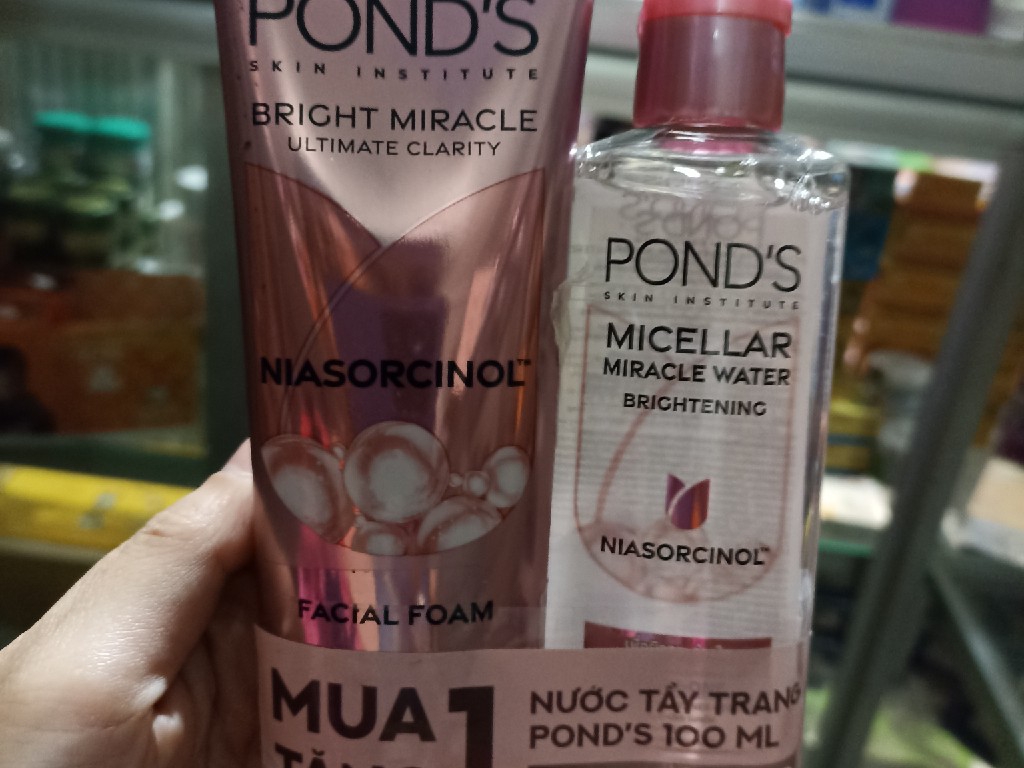 POND'S
SKIN INSTITUTE
BRIGHT MIRACLE
ULTIMATE CLARITY
NIASORCINOL™
FACIAL FOAM
POND'S
SKIN INSTITUTE
MICELLAR
MIRACLE WATER
BRIGHTENING
NIASORCINOL™
MUA 1
TẶNG
NƯỚC TẨY TRANG
POND'S 100 ML